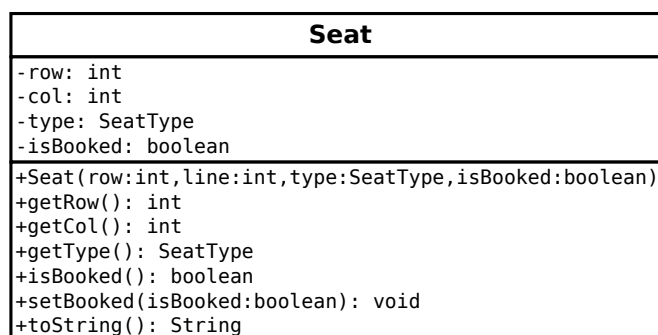 Seat
-row: int
-col: int
-type: SeatType
-isBooked: boolean
+Seat(row:int,line:int,type:SeatType,isBooked:boolean)
+getRow(): int
+getCol(): int
+getType(): SeatType
+isBooked(): boolean
+setBooked(isBooked:boolean): void
+toString(): String